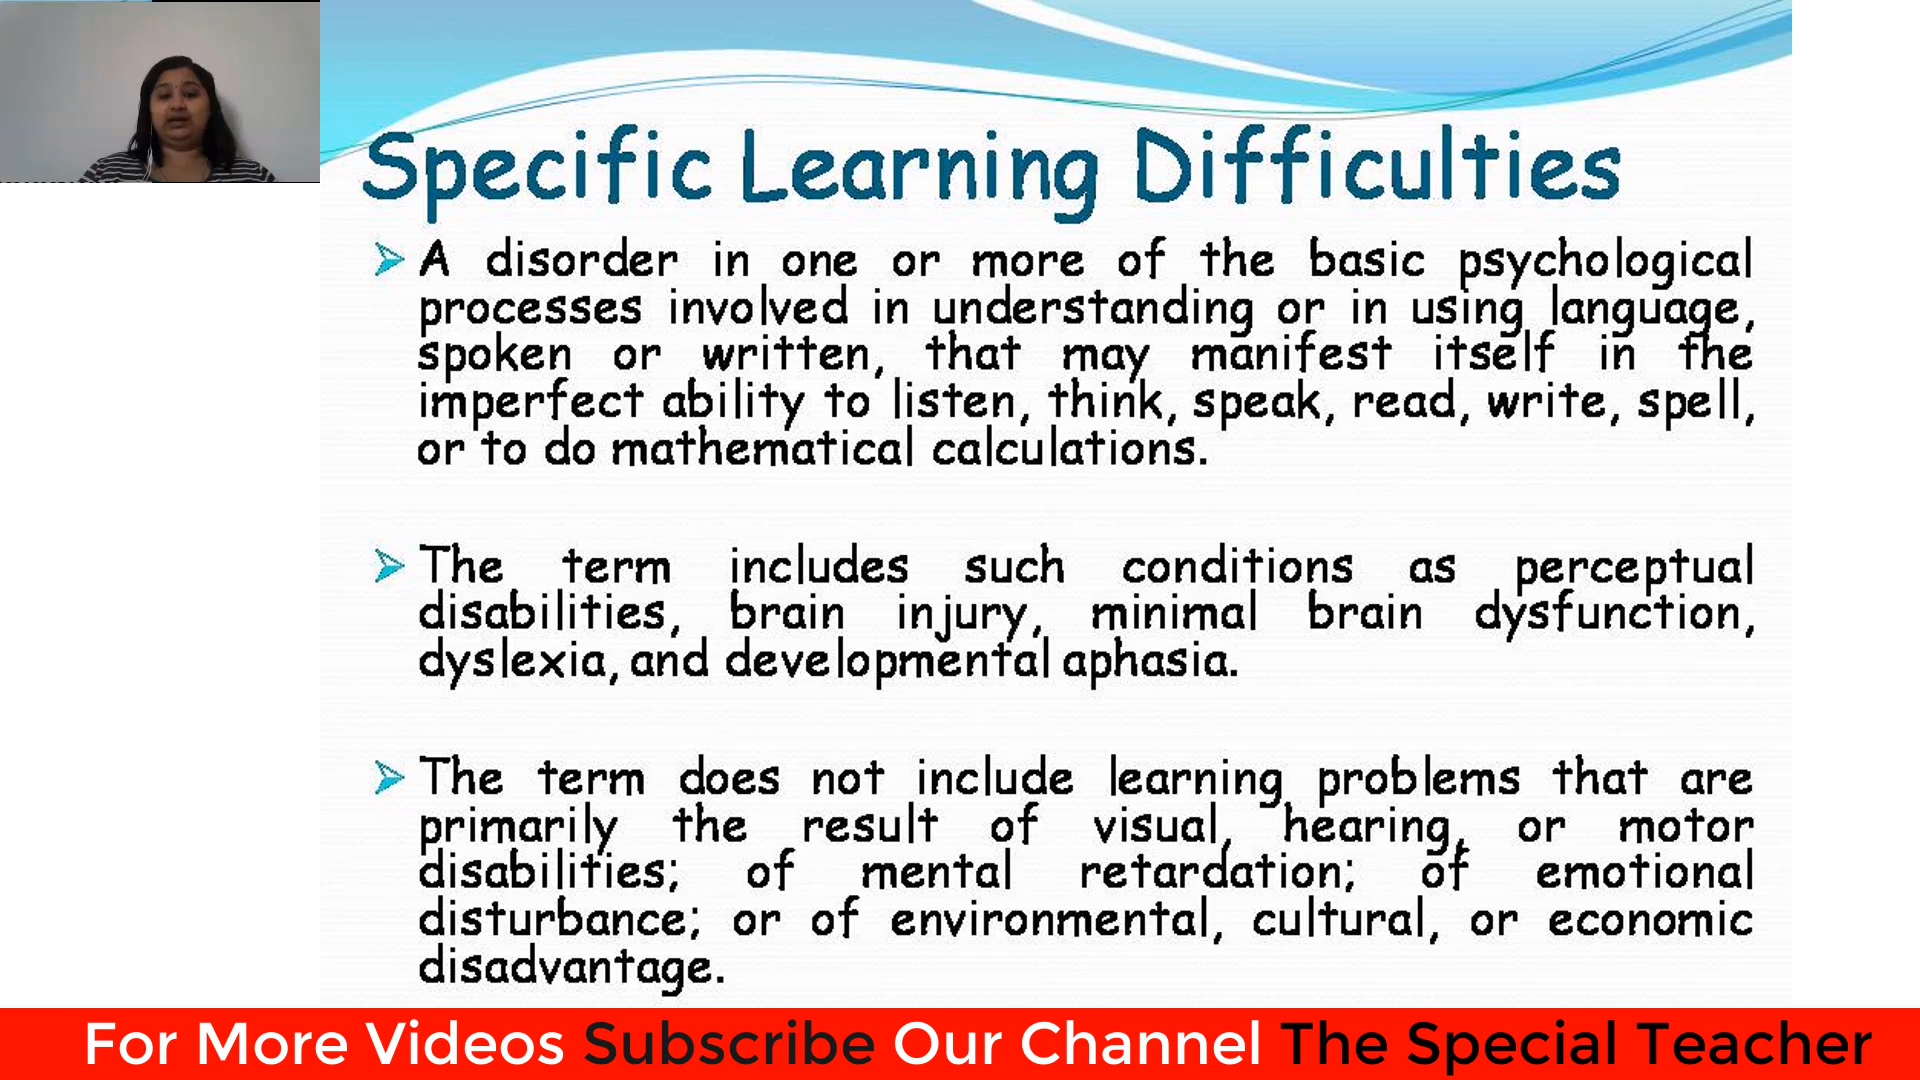 Specific Learning Difficulties
A disorder in one or more of the basic psychological
processes involved in understanding or in using language,
spoken or written, that may manifest itself in the
imperfect ability to listen, think, speak, read, write, spell,
or to do mathematical calculations.
The term includes such conditions as perceptual
disabilities, brain injury, minimal brain dysfunction,
dyslexia, and developmental aphasia.
The term does not include learning problems that are
primarily the result of visual, hearing, or motor
disabilities; of mental retardation; of emotional
disturbance; or of environmental, cultural, or economic
disadvantage.
For More Videos Subscribe Our Channel The Special Teacher